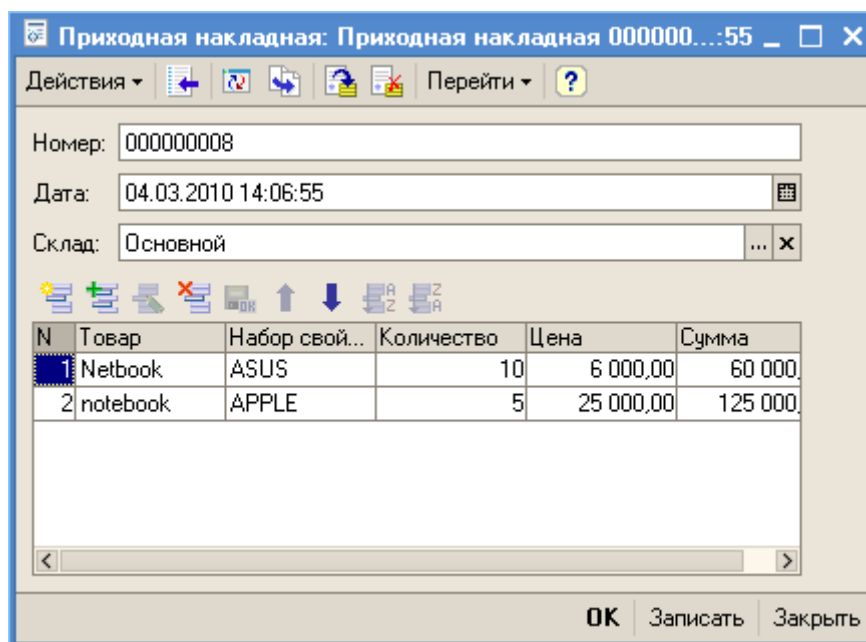 Приходная накладная: Приходная накладная 000000...:55
Действия Перейти ?
Номер: 000000008
Дата: 04.03.2010 14:06:55
Склад: Основной ... x
N Товар Набор свой... Количество Цена Сумма
1 Netbook ASUS 10 6 000,00 60 000,
2 notebook APPLE 5 25 000,00 125 000,
OK Записать Закрыть